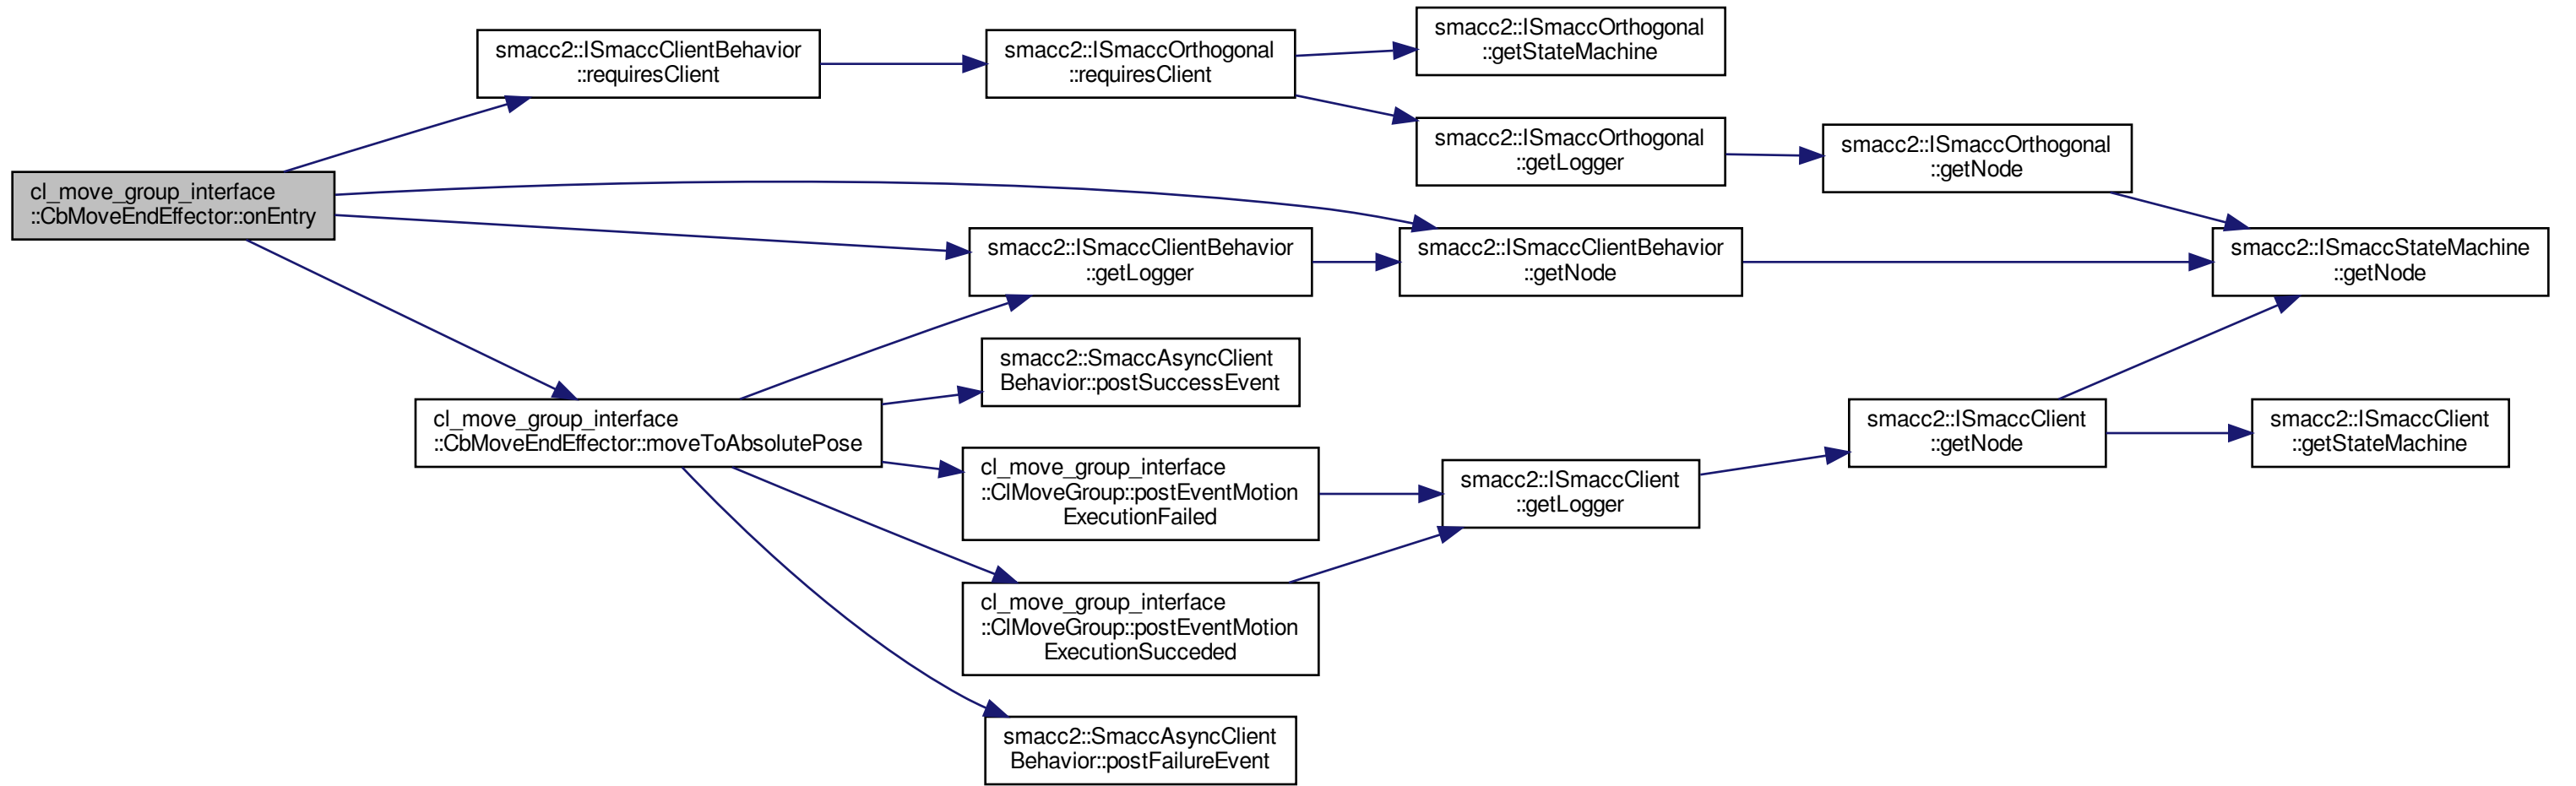 cl_move_group_interface
::CbMoveEndEffector::onEntry
smacc2::ISmaccClientBehavior
::requiresClient
smacc2::ISmaccOrthogonal
::requiresClient
smacc2::ISmaccOrthogonal
::getStateMachine
smacc2::ISmaccOrthogonal
::getLogger
smacc2::ISmaccOrthogonal
::getNode
smacc2::ISmaccClientBehavior
::getLogger
smacc2::ISmaccClientBehavior
::getNode
smacc2::ISmaccStateMachine
::getNode
cl_move_group_interface
::CbMoveEndEffector::moveToAbsolutePose
smacc2::SmaccAsyncClient
Behavior::postSuccessEvent
cl_move_group_interface
::ClMoveGroup::postEventMotion
ExecutionFailed
smacc2::ISmaccClient
::getLogger
smacc2::ISmaccClient
::getNode
smacc2::ISmaccClient
::getStateMachine
cl_move_group_interface
::ClMoveGroup::postEventMotion
ExecutionSucceded
smacc2::SmaccAsyncClient
Behavior::postFailureEvent